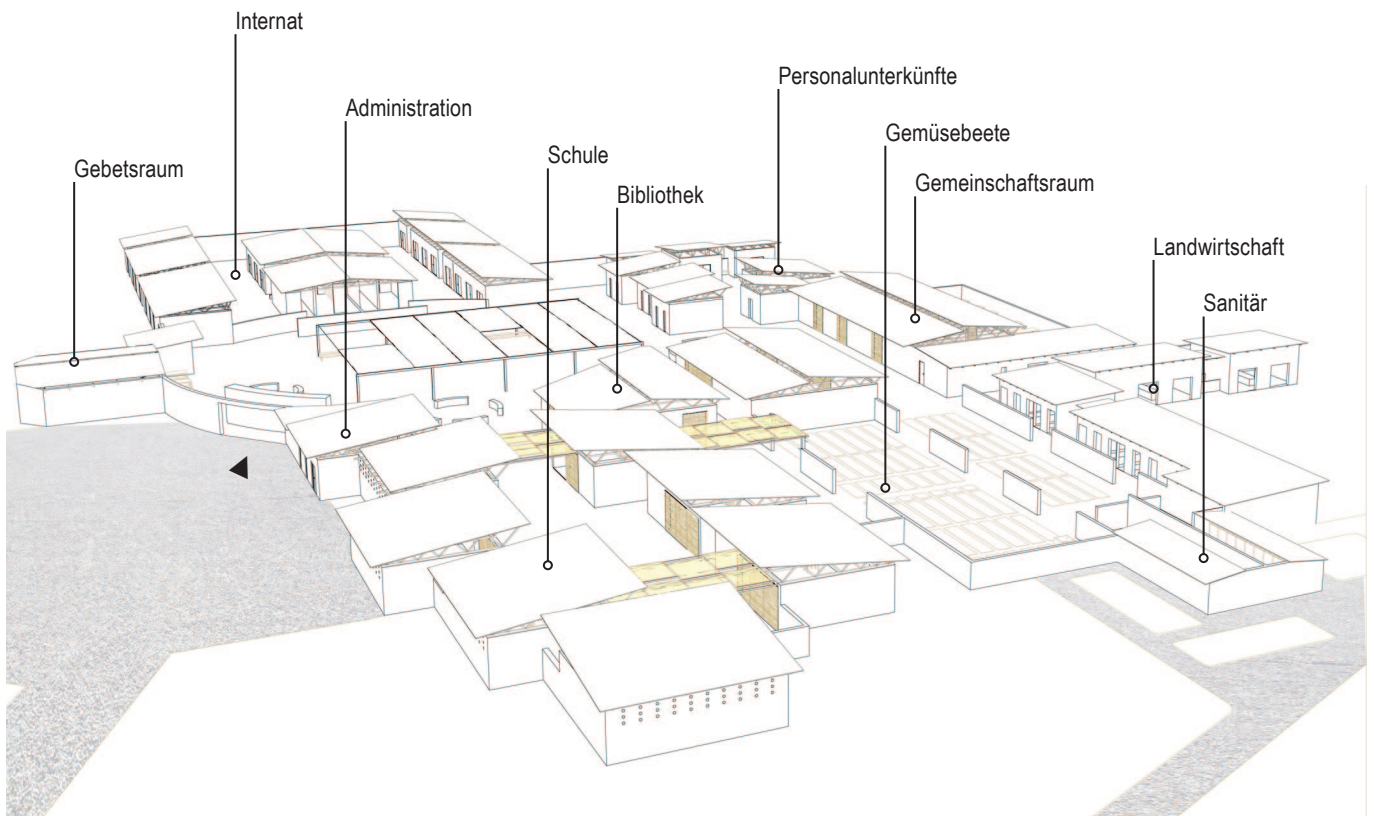 Internat
Personalunterkünfte
Administration
Gemüsebeete
Schule
Gebetsraum
Gemeinschaftsraum
Bibliothek
Landwirtschaft
Sanitär